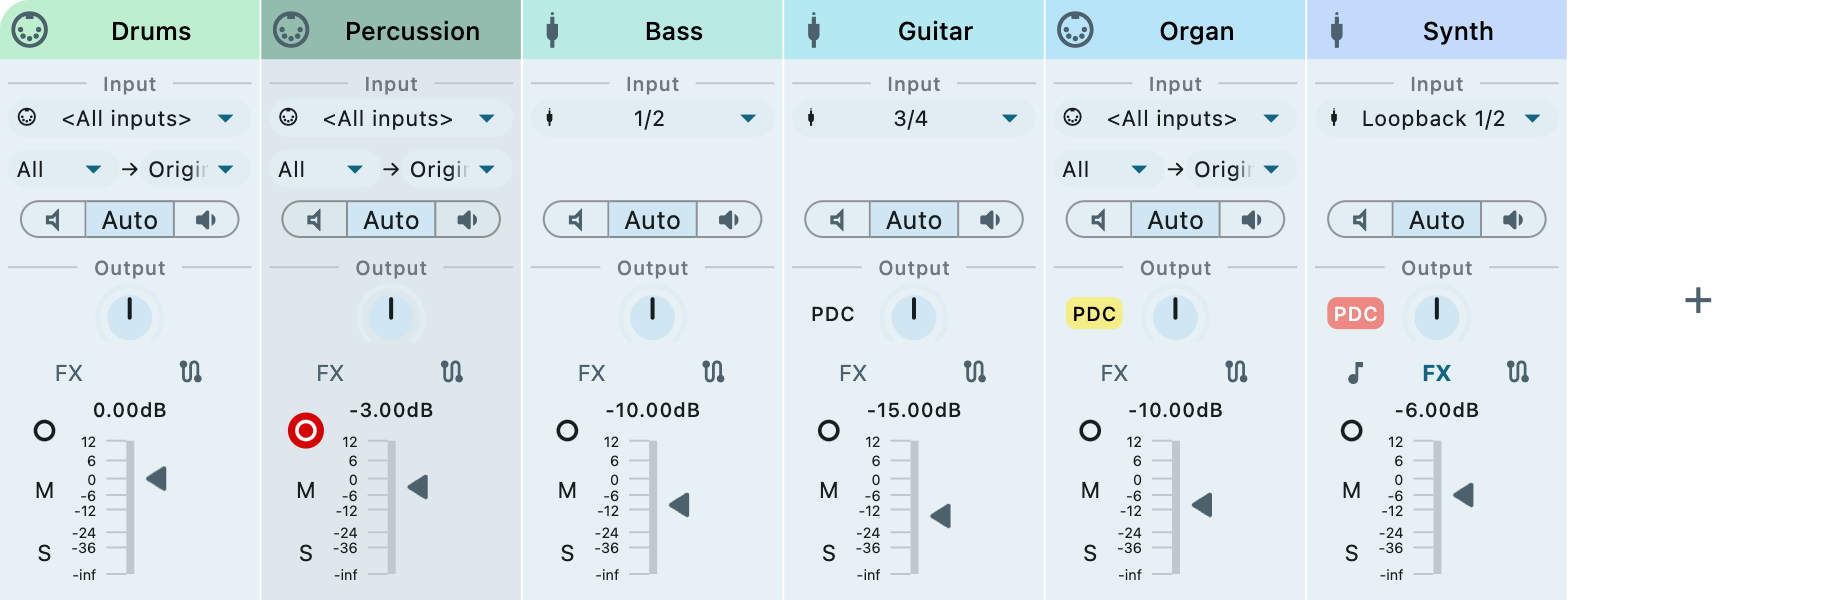 Drums Percussion Bass Guitar Organ Synth
Input Input Input Input Input Input
<All inputs> <All inputs> 1/2 3/4 <All inputs> Loopback 1/2
All → Origin All → Origin All → Origin
Auto Auto Auto Auto Auto Auto
Output Output Output Output Output Output
PDC PDC PDC
FX FX FX FX FX FX
0.00dB -3.00dB -10.00dB -15.00dB -10.00dB -6.00dB
12 12 12 12 12 12
6 6 6 6 6 6
0 0 0 0 0 0
M -6 M -6 M -6 M -6 M -6 M -6
-12 -12 -12 -12 -12 -12
-24 -24 -24 -24 -24 -24
S -36 S -36 S -36 S -36 S -36 S -36
-inf -inf -inf -inf -inf -inf
+